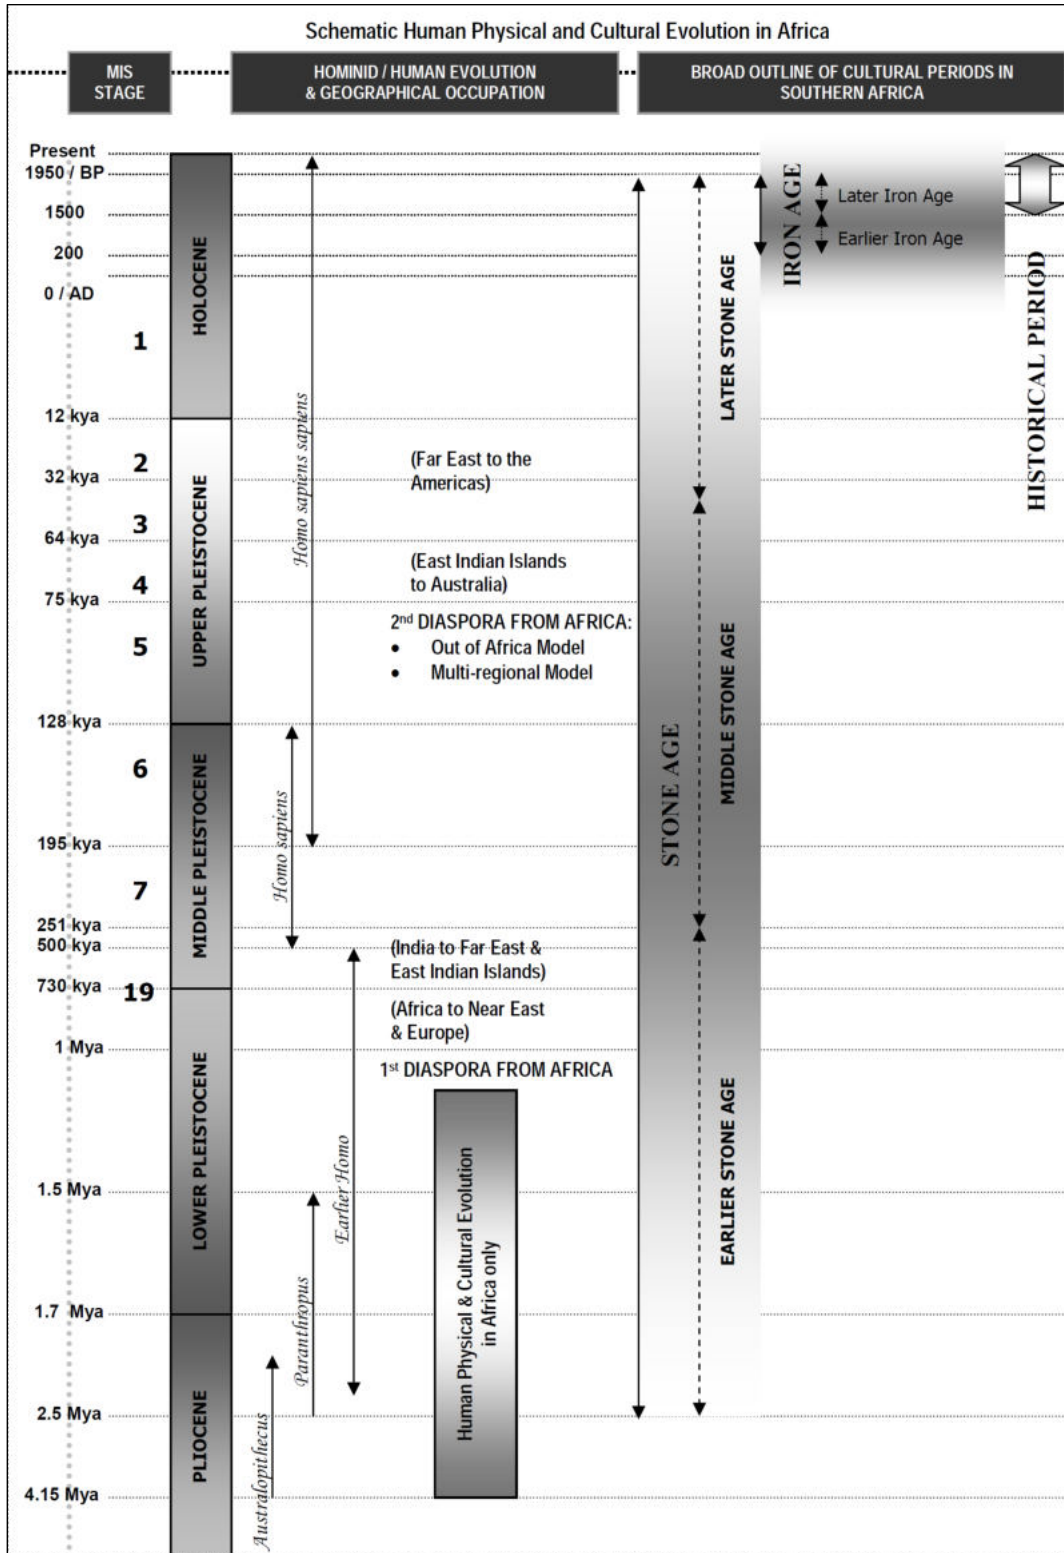 Schematic Human Physical and Cultural Evolution in Africa
MIS
STAGE
HOMINID / HUMAN EVOLUTION
& GEOGRAPHICAL OCCUPATION
BROAD OUTLINE OF CULTURAL PERIODS IN
SOUTHERN AFRICA
Present
1950 / BP
1500
200
0 / AD
12 kya
32 kya
64 kya
75 kya
128 kya
195 kya
251 kya
500 kya
730 kya
1 Mya
1.5 Mya
1.7 Mya
2.5 Mya
4.15 Mya
1
2
3
4
5
6
7
19
HOLOCENE
UPPER PLEISTOCENE
MIDDLE PLEISTOCENE
LOWER PLEISTOCENE
PLIOCENE
Homo sapiens sapiens
Homo sapiens
Earlier Homo
Paranthropus
Australopithecus
(Far East to the
Americas)
(East Indian Islands
to Australia)
2nd DIASPORA FROM AFRICA:
• Out of Africa Model
• Multi-regional Model
(India to Far East &
East Indian Islands)
(Africa to Near East
& Europe)
1st DIASPORA FROM AFRICA
Human Physical & Cultural Evolution
in Africa only
STONE AGE
LATER STONE AGE
MIDDLE STONE AGE
EARLIER STONE AGE
IRON AGE
Later Iron Age
Earlier Iron Age
HISTORICAL PERIOD